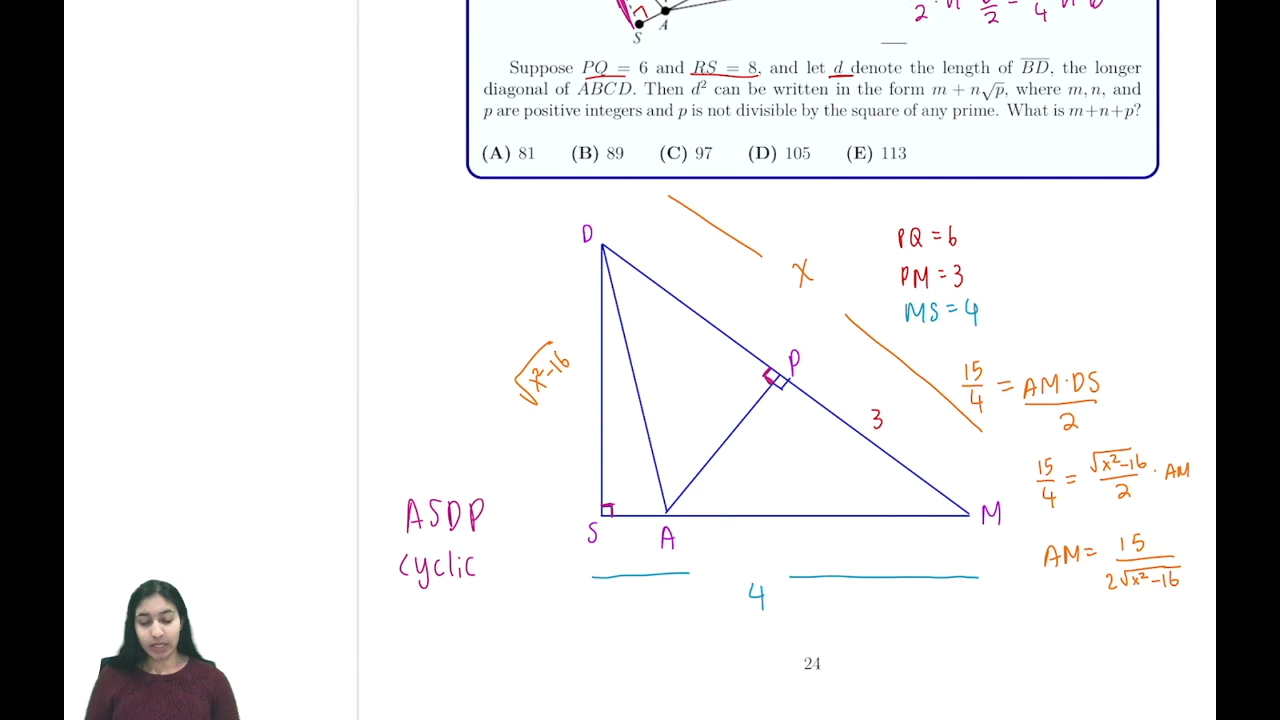 S A
Suppose PQ = 6 and RS = 8, and let d denote the length of BD, the longer
diagonal of ABCD. Then d² can be written in the form m + n√p, where m, n, and
p are positive integers and p is not divisible by the square of any prime. What is m+n+p?
(A) 81 (B) 89 (C) 97 (D) 105 (E) 113
D
PQ = 6
x
PM = 3
MS = 4
√x²-16
P
15/4 = AM·DS/2
3
15/4 = √x²-16/2 · AM
ASDP
M
S
A
cyclic
AM = 15/2√x²-16
4
24